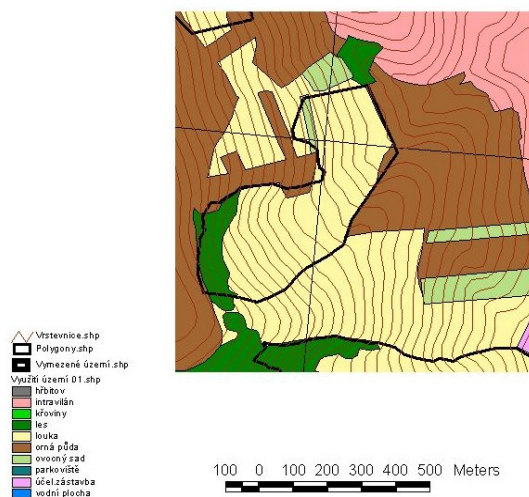 Vrstevnice.shp
Polygony.shp
Vymezené území.shp
Využití území 01.shp
hřbitov
intravilán
křoviny
les
louka
orná půda
ovocný sad
parkoviště
účel.zástavba
vodní plocha
100 0 100 200 300 400 500 Meters